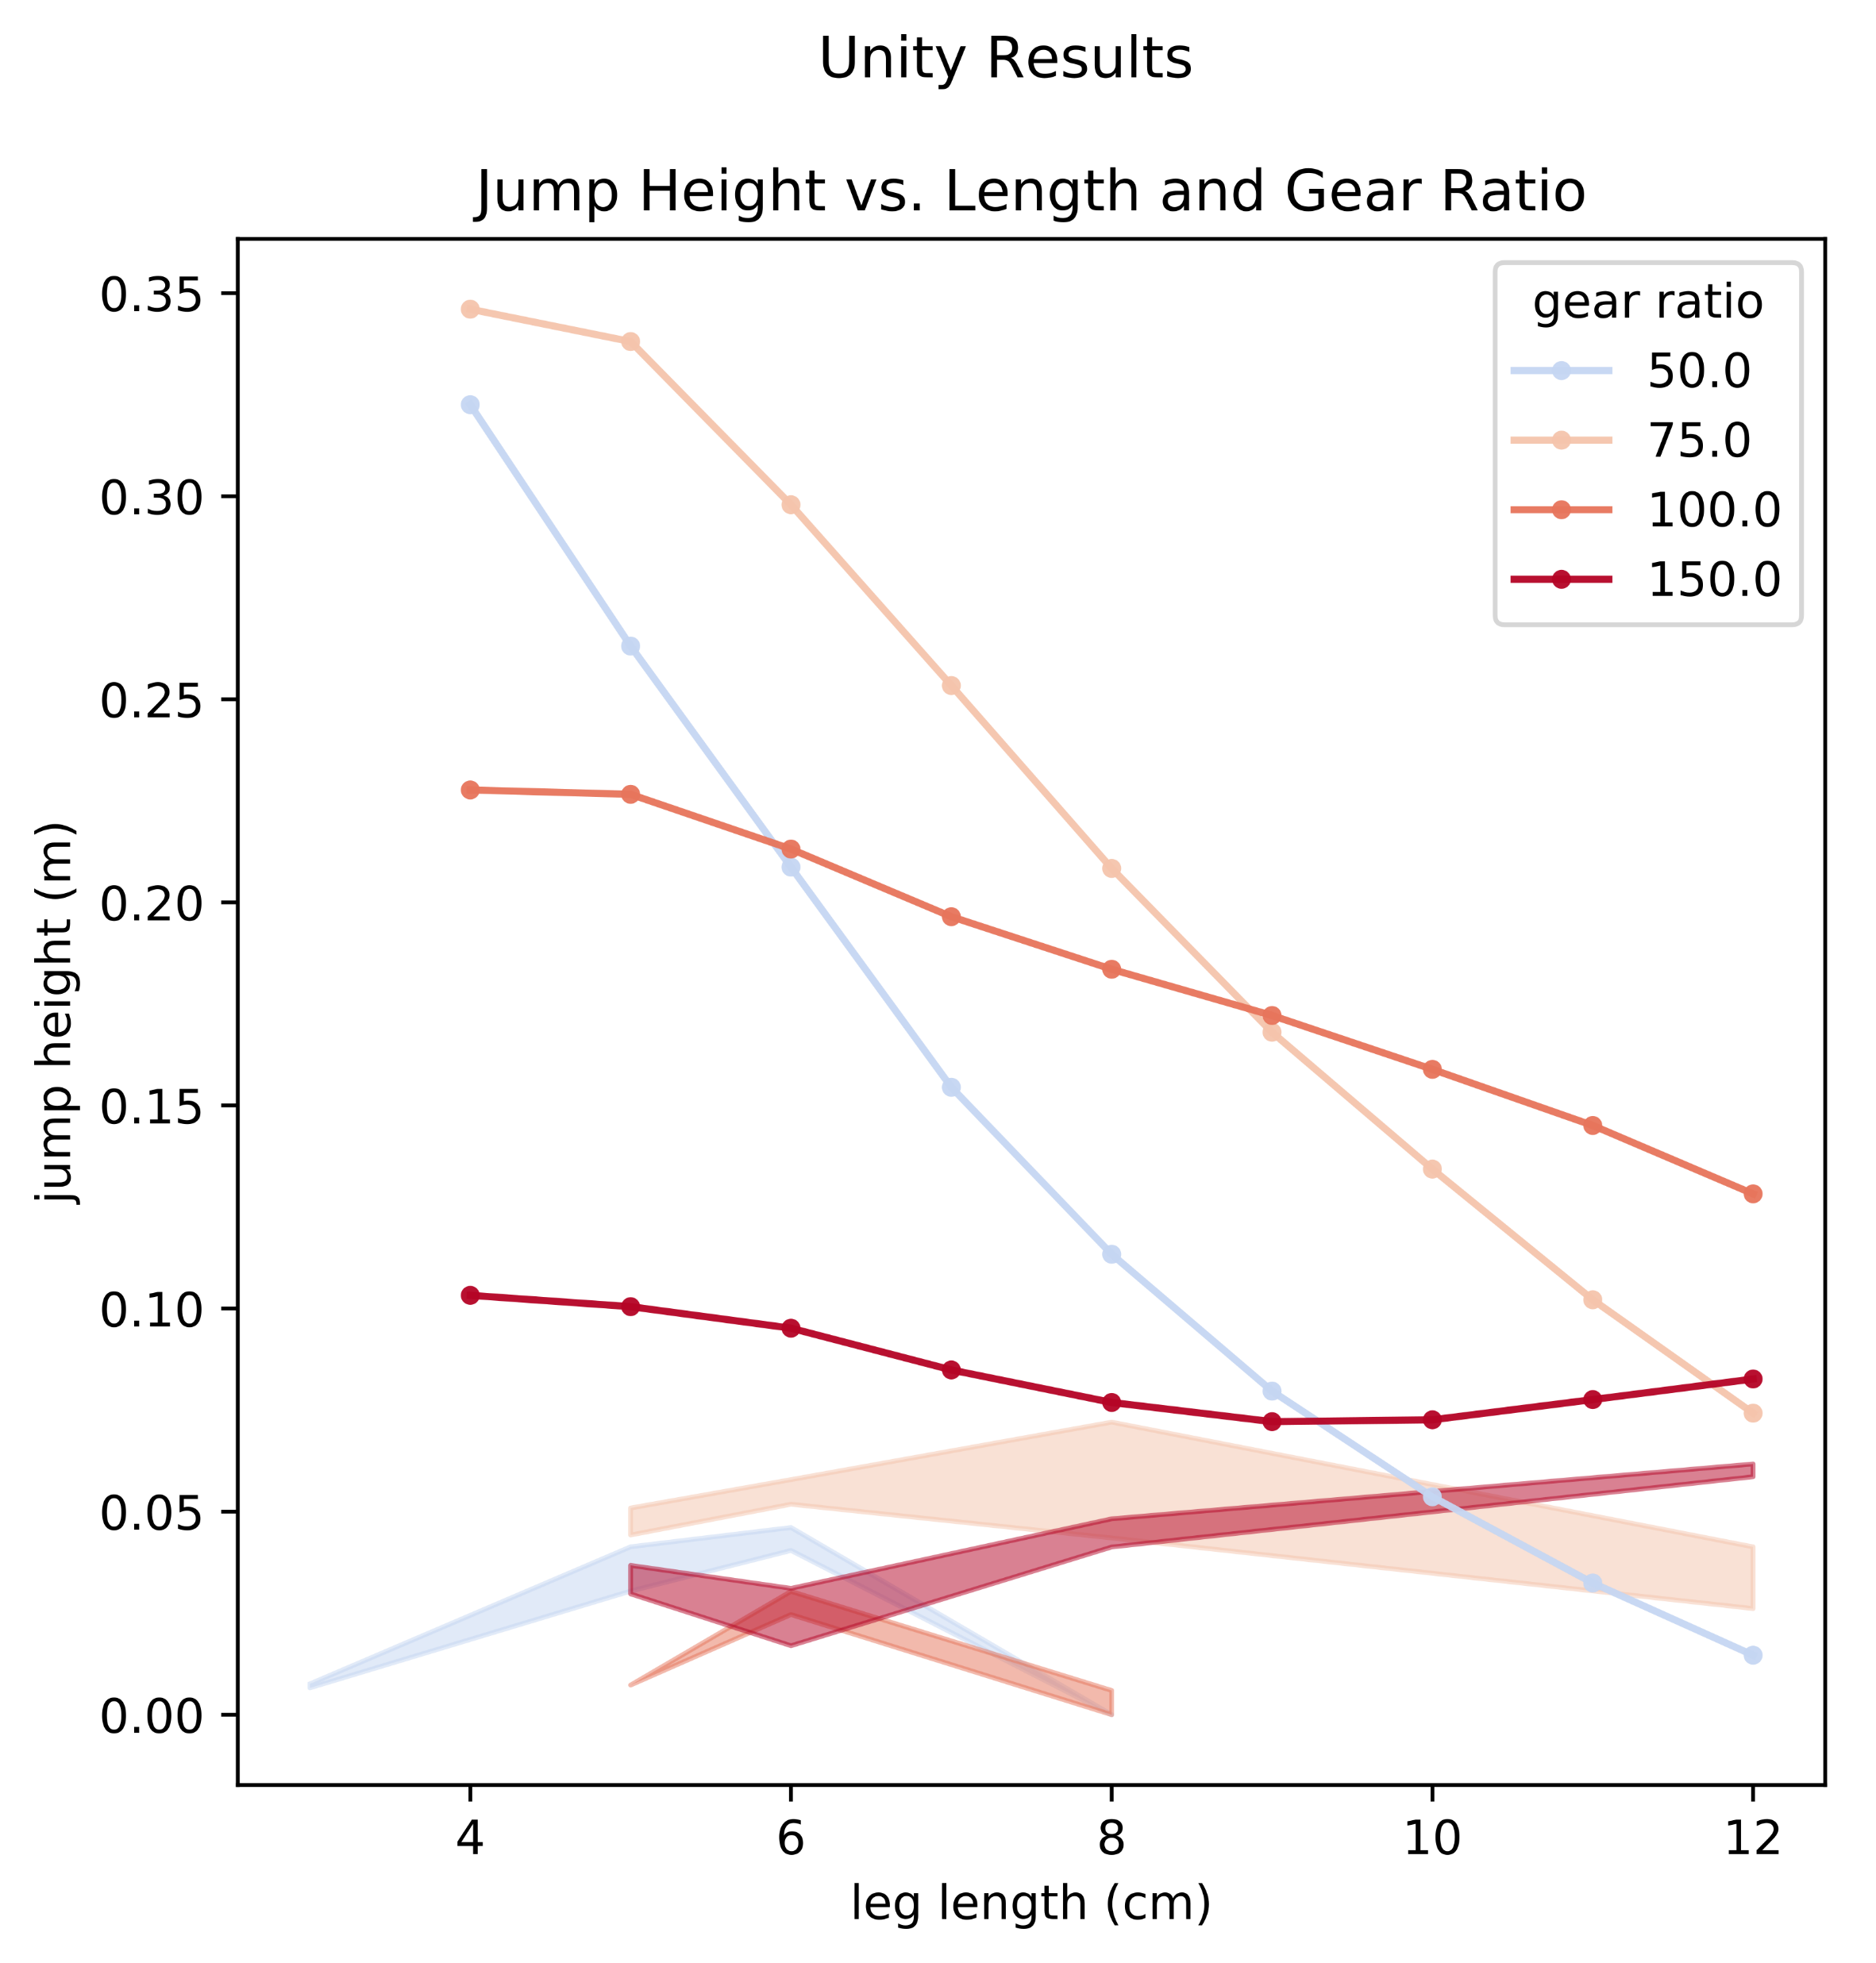 Unity Results
Jump Height vs. Length and Gear Ratio
gear ratio
50.0
75.0
100.0
150.0
jump height (m)
0.35
0.30
0.25
0.20
0.15
0.10
0.05
0.00
4 6 8 10 12
leg length (cm)